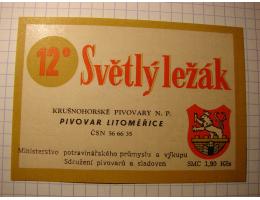 12° Světlý ležák
KRUŠNOHORSKÉ PIVOVARY N. P.
PIVOVAR LITOMĚŘICE
ČSN 56 66 35
Ministerstvo potravinářského průmyslu a výkupu
Sdružení pivovarů a sladoven
SMC 1,90 Kčs